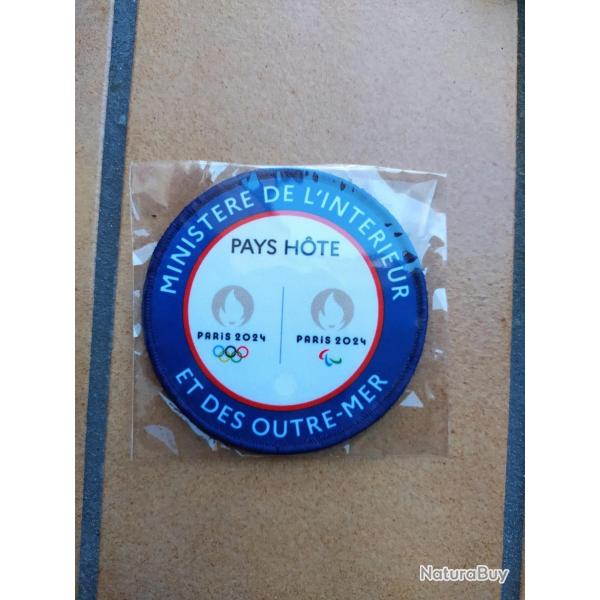 MINISTERE DE L'INTERIEUR
PAYS HÔTE
PARIS 2024 PARIS 2024
ET DES OUTRE-MER
NaturaBuy